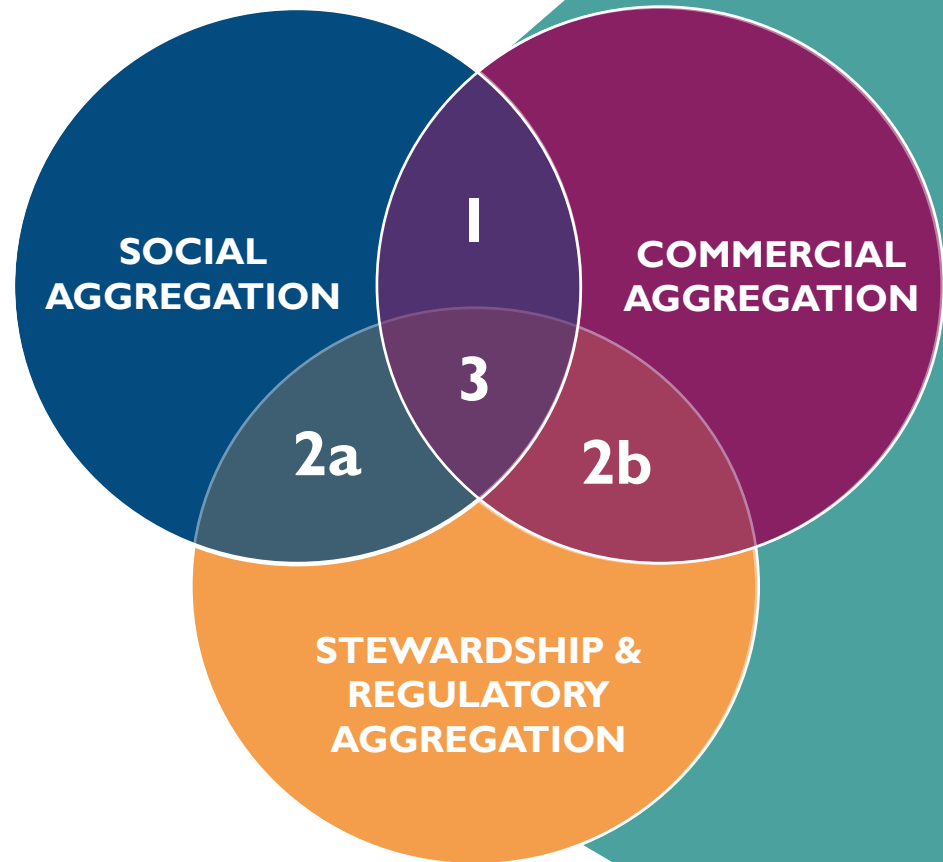 SOCIAL
AGGREGATION
COMMERCIAL
AGGREGATION
1
3
2a
2b
STEWARDSHIP &
REGULATORY
AGGREGATION